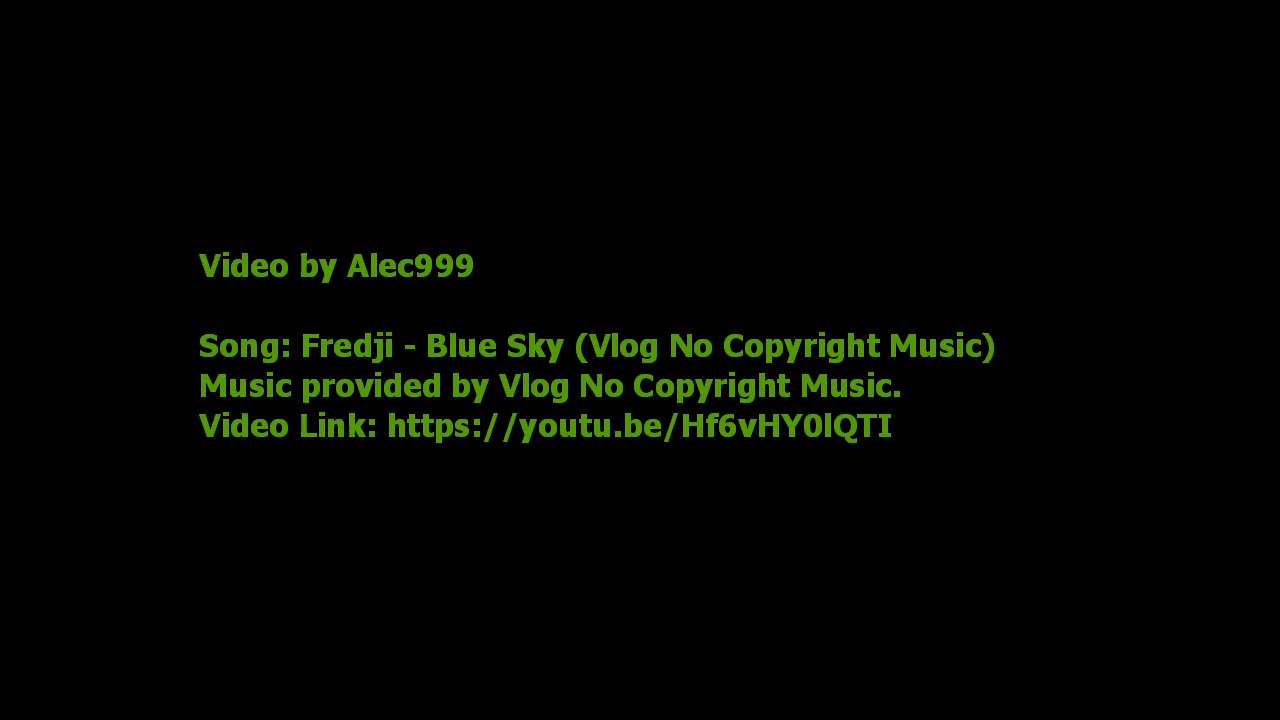 Video by Alec999
Song: Fredji - Blue Sky (Vlog No Copyright Music)
Music provided by Vlog No Copyright Music.
Video Link: https://youtu.be/Hf6vHY0lQTI